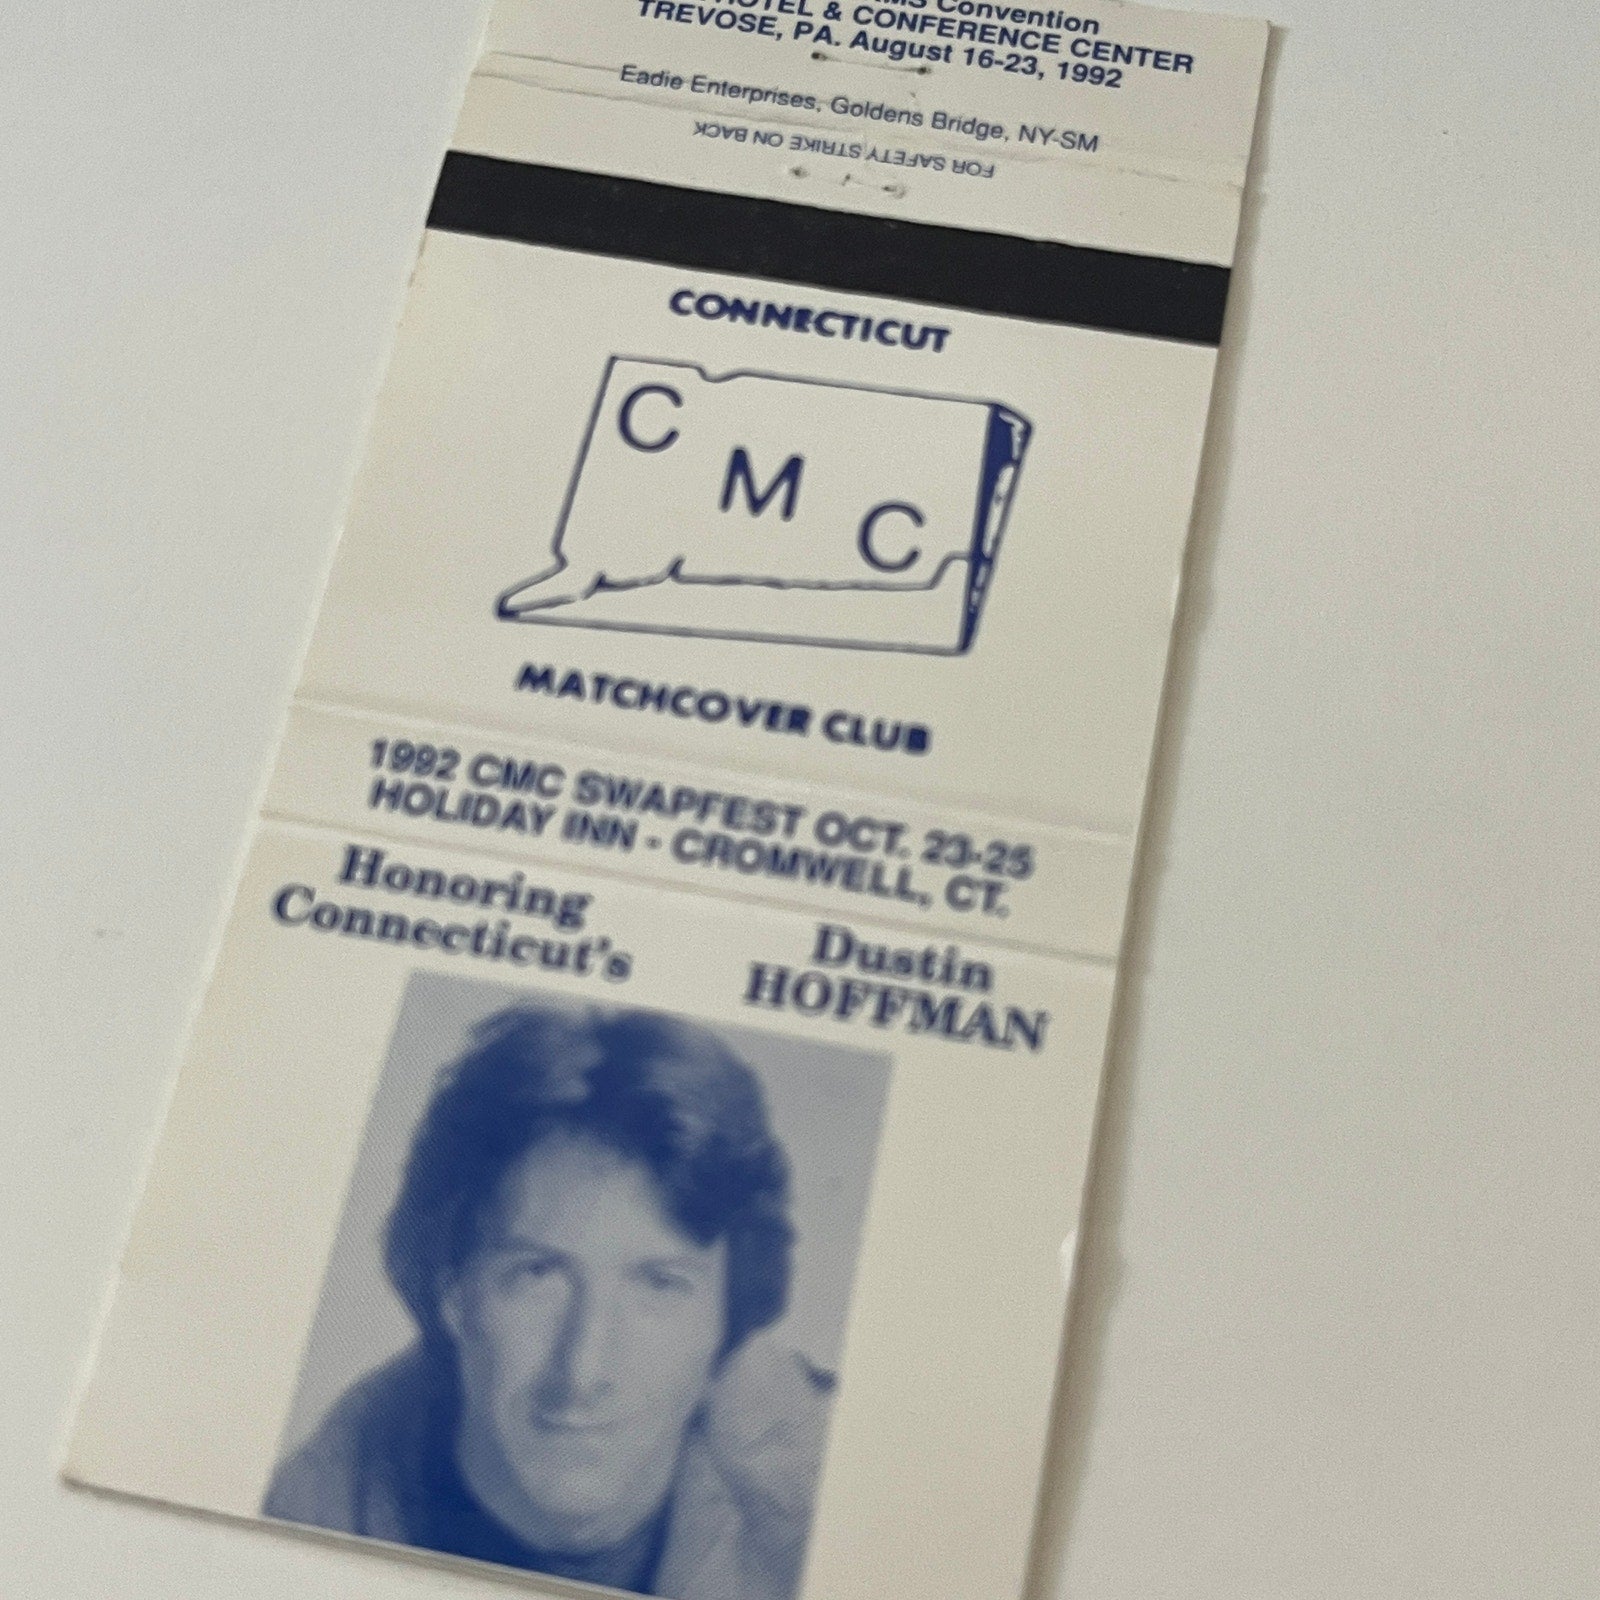 Convention
& CONFERENCE CENTER
TREVOSE, PA. August 16-23, 1992
Eadie Enterprises, Goldens Bridge, NY-SM
FOR SAFETY STRIKE ON BACK
CONNECTICUT
C
M
C
MATCHCOVER CLUB
1992 CMC SWAPFEST OCT. 23-25
HOLIDAY INN - CROMWELL, CT.
Honoring
Connecticut's
Dustin
HOFFMAN